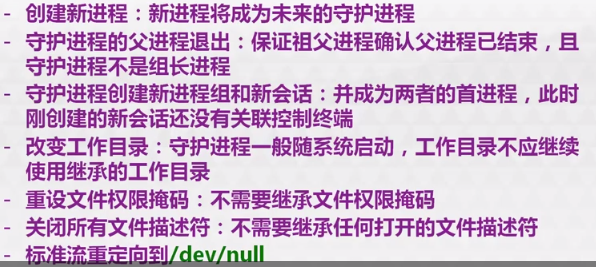 - 创建新进程：新进程将成为未来的守护进程
- 守护进程的父进程退出：保证祖父进程确认父进程已结束，且
守护进程不是组长进程
- 守护进程创建新进程组和新会话：并成为两者的首进程，此时
刚创建的新会话还没有关联控制终端
- 改变工作目录：守护进程一般随系统启动，工作目录不应继续
使用继承的工作目录
- 重设文件权限掩码：不需要继承文件权限掩码
- 关闭所有文件描述符：不需要继承任何打开的文件描述符
- 标准流重定向到/dev/null